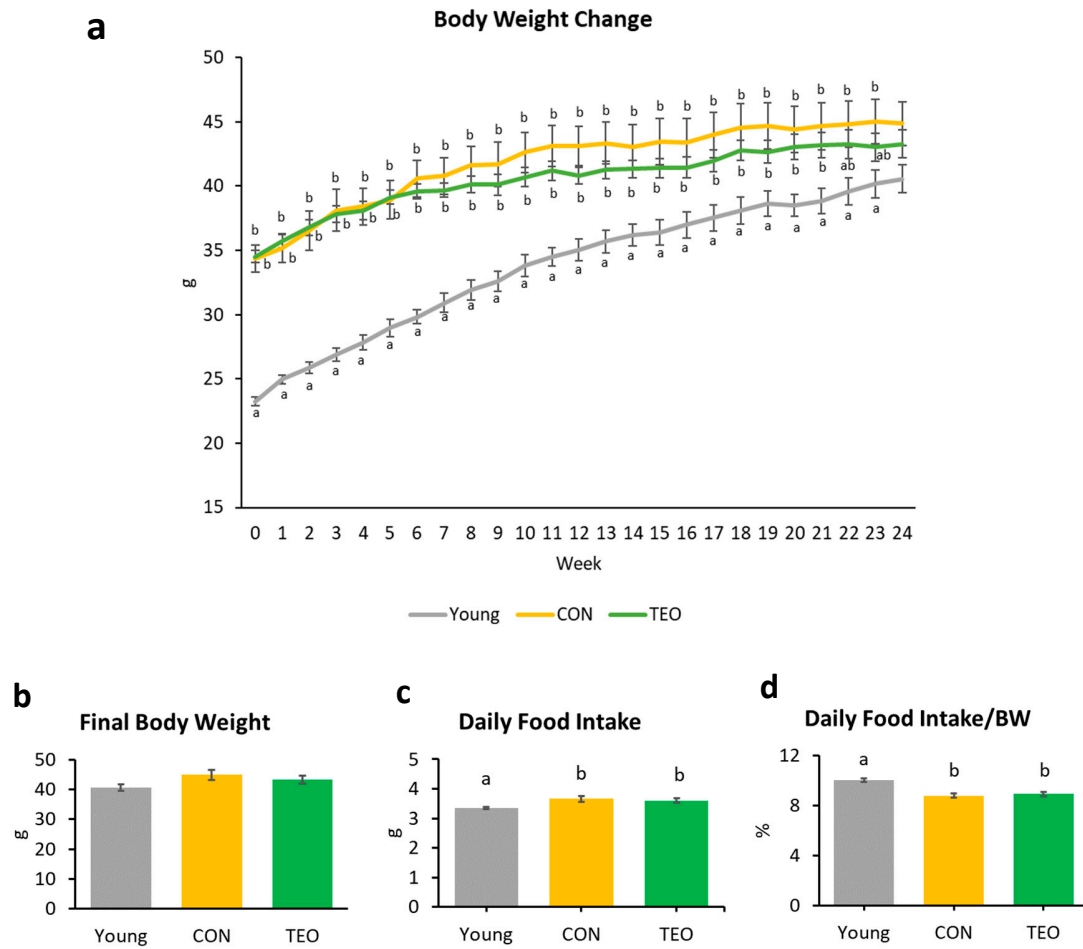 a
Body Weight Change
50
45
40
35
30
25
20
15
g
b b b b b b b b b b b b b b b b b b b b b b b b
b b b b b b b b b b b b b b b b b b b b b b ab ab
a a a a a a a a a a a a a a a a a a a a a a a a
0 1 2 3 4 5 6 7 8 9 10 11 12 13 14 15 16 17 18 19 20 21 22 23 24
Week
Young CON TEO
b
Final Body Weight
50
40
30
20
10
0
g
Young CON TEO
c
Daily Food Intake
5
4
3
2
1
0
g
a b b
Young CON TEO
d
Daily Food Intake/BW
12
8
4
0
%
a b b
Young CON TEO